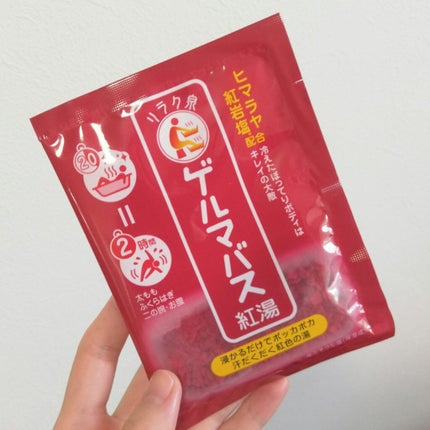 リラク泉
ゲルマバス
紅湯
ヒマラヤ
紅岩塩配合
冷えたぽってりボディは
キレイの大敵
20
=
2時間
太もも
ふくらはぎ
二の腕・お腹
浸かるだけでポッカポカ
汗だくだく紅色の湯